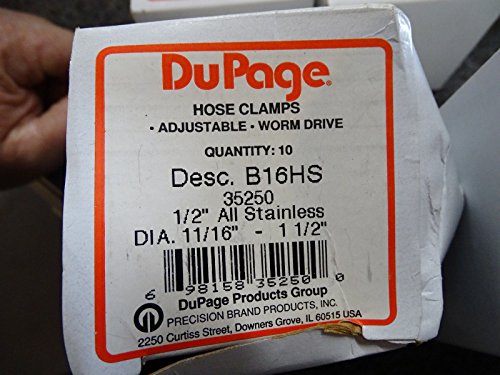 DuPage®
HOSE CLAMPS
• ADJUSTABLE • WORM DRIVE
QUANTITY: 10
Desc. B16HS
35250
1/2" All Stainless
DIA. 11/16" - 1 1/2"
6 98158 35250 0
DuPage Products Group
PRECISION BRAND PRODUCTS, INC.
2250 Curtiss Street, Downers Grove, IL 60515 USA